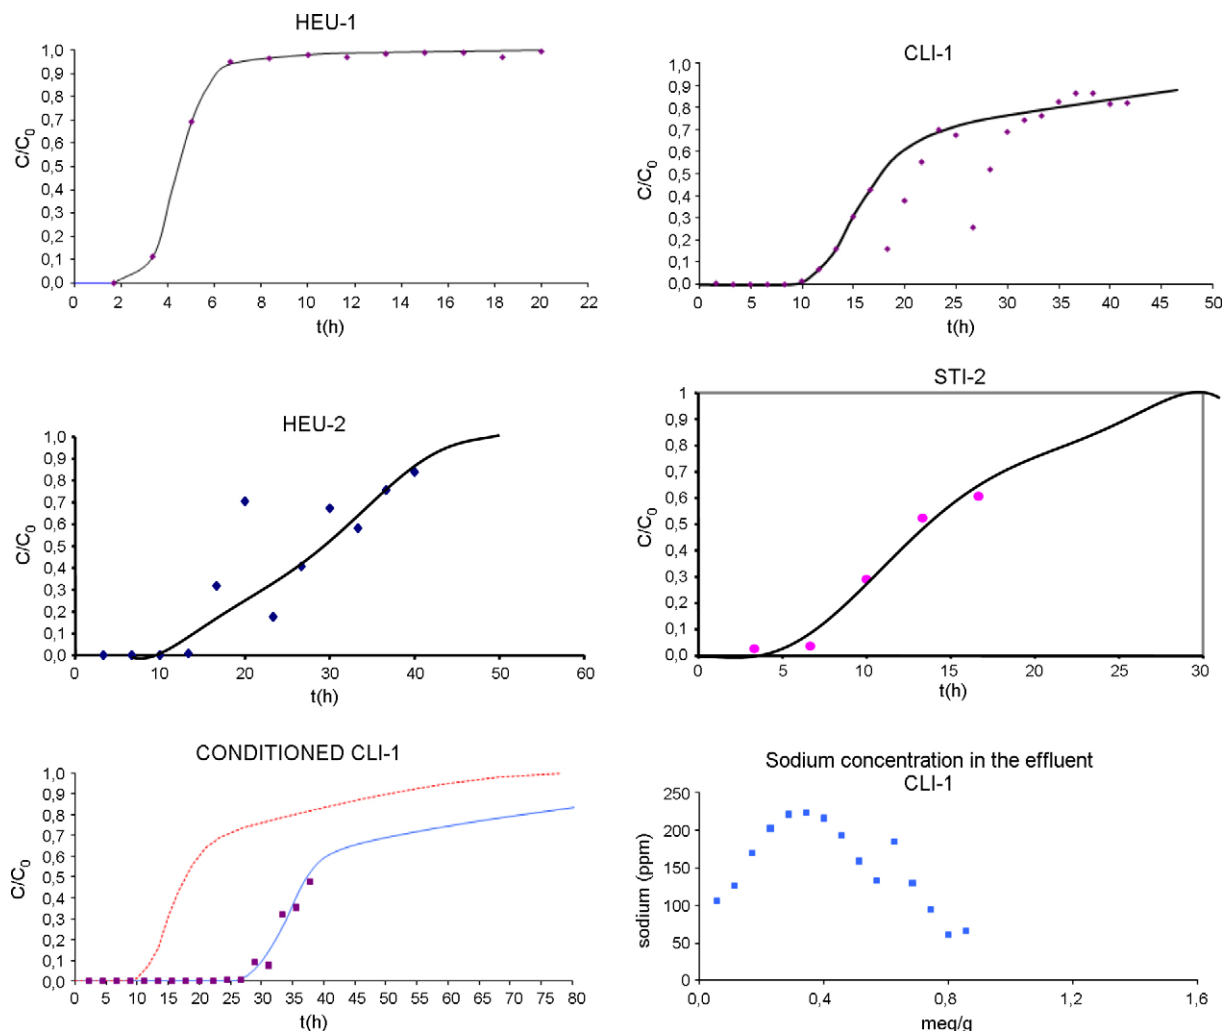 HEU-1
1,0
0,9
0,8
0,7
0,6
0,5
0,4
0,3
0,2
0,1
0,0
C/C0
0 2 4 6 8 10 12 14 16 18 20 22
t(h)
CLI-1
1,0
0,9
0,8
0,7
0,6
0,5
0,4
0,3
0,2
0,1
0,0
C/C0
0 5 10 15 20 25 30 35 40 45 50
t(h)
HEU-2
1,0
0,9
0,8
0,7
0,6
0,5
0,4
0,3
0,2
0,1
0,0
C/C0
0 10 20 30 40 50 60
t(h)
STI-2
1
0,9
0,8
0,7
0,6
0,5
0,4
0,3
0,2
0,1
0,0
C/C0
0 5 10 15 20 25 30
t(h)
CONDITIONED CLI-1
1,0
0,9
0,8
0,7
0,6
0,5
0,4
0,3
0,2
0,1
0,0
C/C0
0 5 10 15 20 25 30 35 40 45 50 55 60 65 70 75 80
t(h)
Sodium concentration in the effluent
CLI-1
250
200
150
100
50
0
sodium (ppm)
0,0 0,4 0,8 1,2 1,6
meq/g